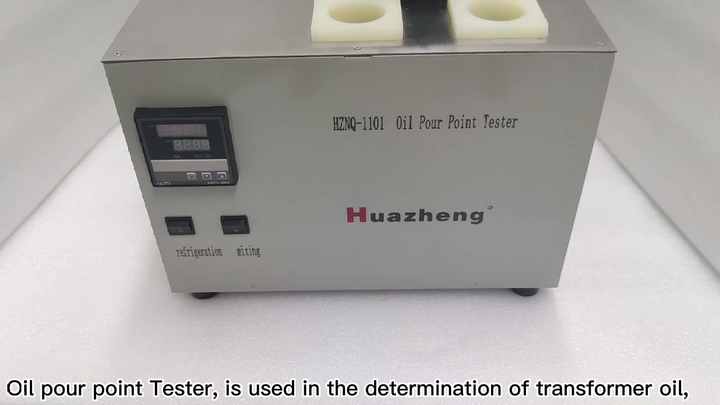 HZNQ-1101 Oil Pour Point Tester
Huazheng
refrigeration
Oil pour point Tester, is used in the determination of transformer oil,